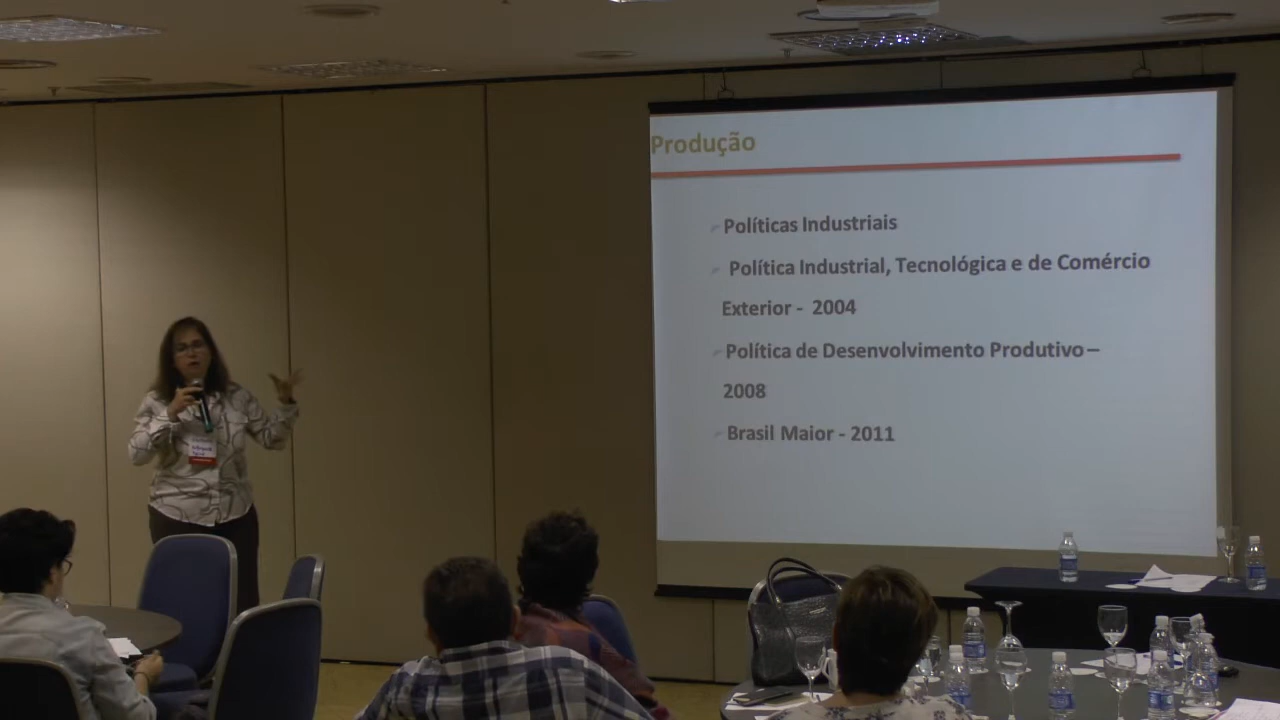 Produção
Políticas Industriais
Política Industrial, Tecnológica e de Comércio
Exterior - 2004
Política de Desenvolvimento Produtivo –
2008
Brasil Maior - 2011